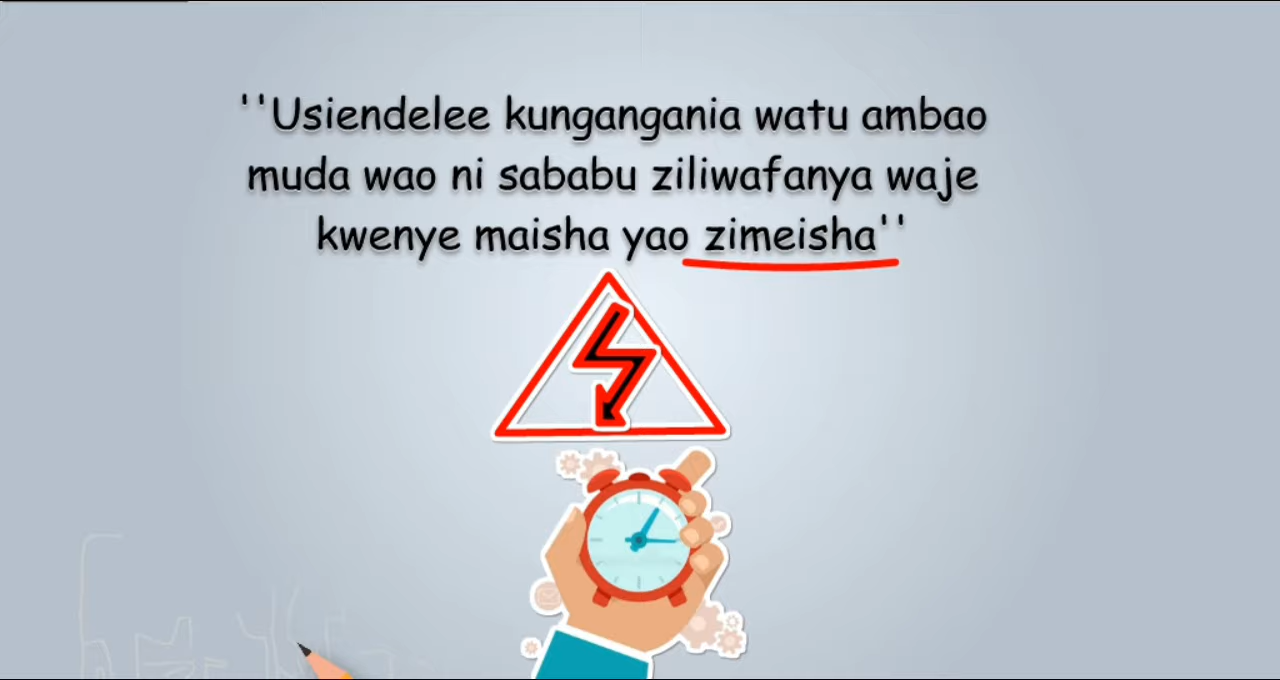 ''Usiendelee kungangania watu ambao
muda wao ni sababu ziliwafanya waje
kwenye maisha yao zimeisha''